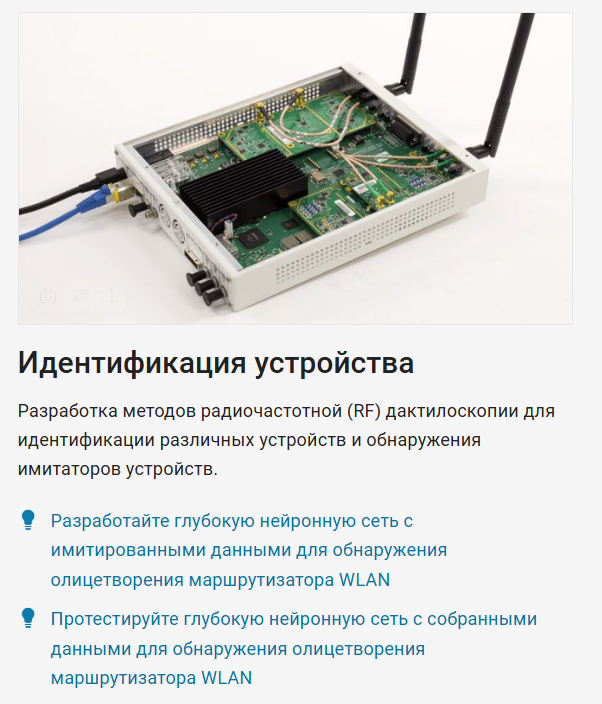 Идентификация устройства
Разработка методов радиочастотной (RF) дактилоскопии для
идентификации различных устройств и обнаружения
имитаторов устройств.
Разработайте глубокую нейронную сеть с
имитированными данными для обнаружения
олицетворения маршрутизатора WLAN
Протестируйте глубокую нейронную сеть с собранными
данными для обнаружения олицетворения
маршрутизатора WLAN